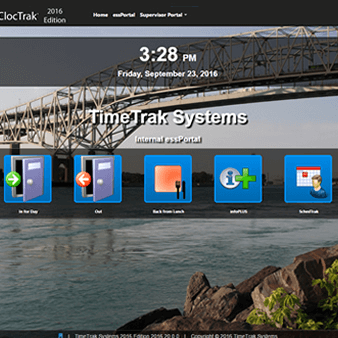 ClocTrak
2016
Edition
Home essPortal Supervisor Portal
3:28 PM
Friday, September 23, 2016
TimeTrak Systems
Internal essPortal
In for Day
Out
Back from Lunch
infoPLUS
SchedTrak
| TimeTrak Systems 2016 Edition 2016.20.0.0 | Copyright © 2016 TimeTrak Systems